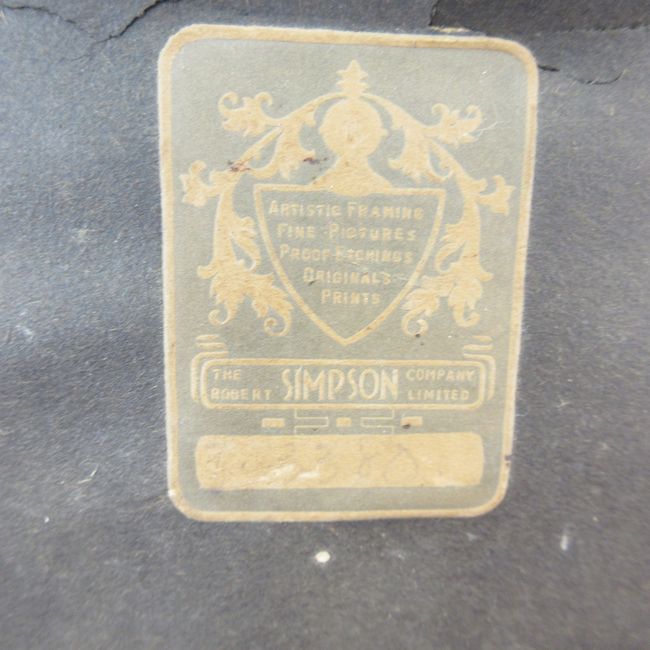 ARTISTIC FRAMING
FINE PICTURES
PROOF ETCHINGS
ORIGINALS
PRINTS
THE ROBERT SIMPSON COMPANY LIMITED